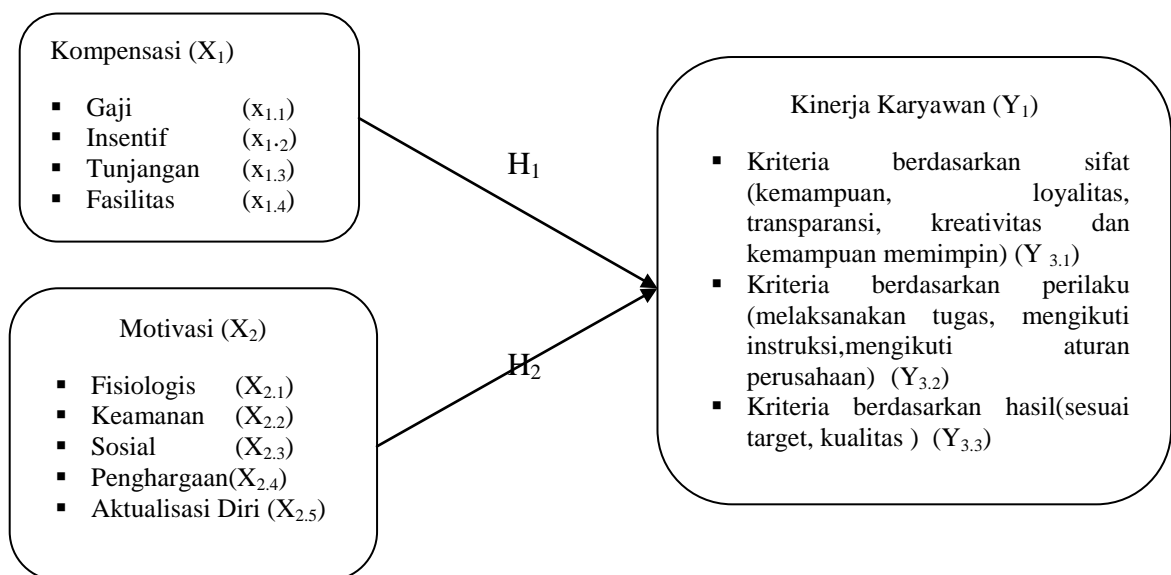 Kompensasi (X₁)
▪ Gaji (x₁.₁)
▪ Insentif (x₁.₂)
▪ Tunjangan (x₁.₃)
▪ Fasilitas (x₁.₄)
Motivasi (X₂)
▪ Fisiologis (X₂.₁)
▪ Keamanan (X₂.₂)
▪ Sosial (X₂.₃)
▪ Penghargaan(X₂.₄)
▪ Aktualisasi Diri (X₂.₅)
H₁
H₂
Kinerja Karyawan (Y₁)
▪ Kriteria berdasarkan sifat
(kemampuan, loyalitas,
transparansi, kreativitas dan
kemampuan memimpin) (Y ₃.₁)
▪ Kriteria berdasarkan perilaku
(melaksanakan tugas, mengikuti
instruksi,mengikuti aturan
perusahaan) (Y₃.₂)
▪ Kriteria berdasarkan hasil(sesuai
target, kualitas ) (Y₃.₃)